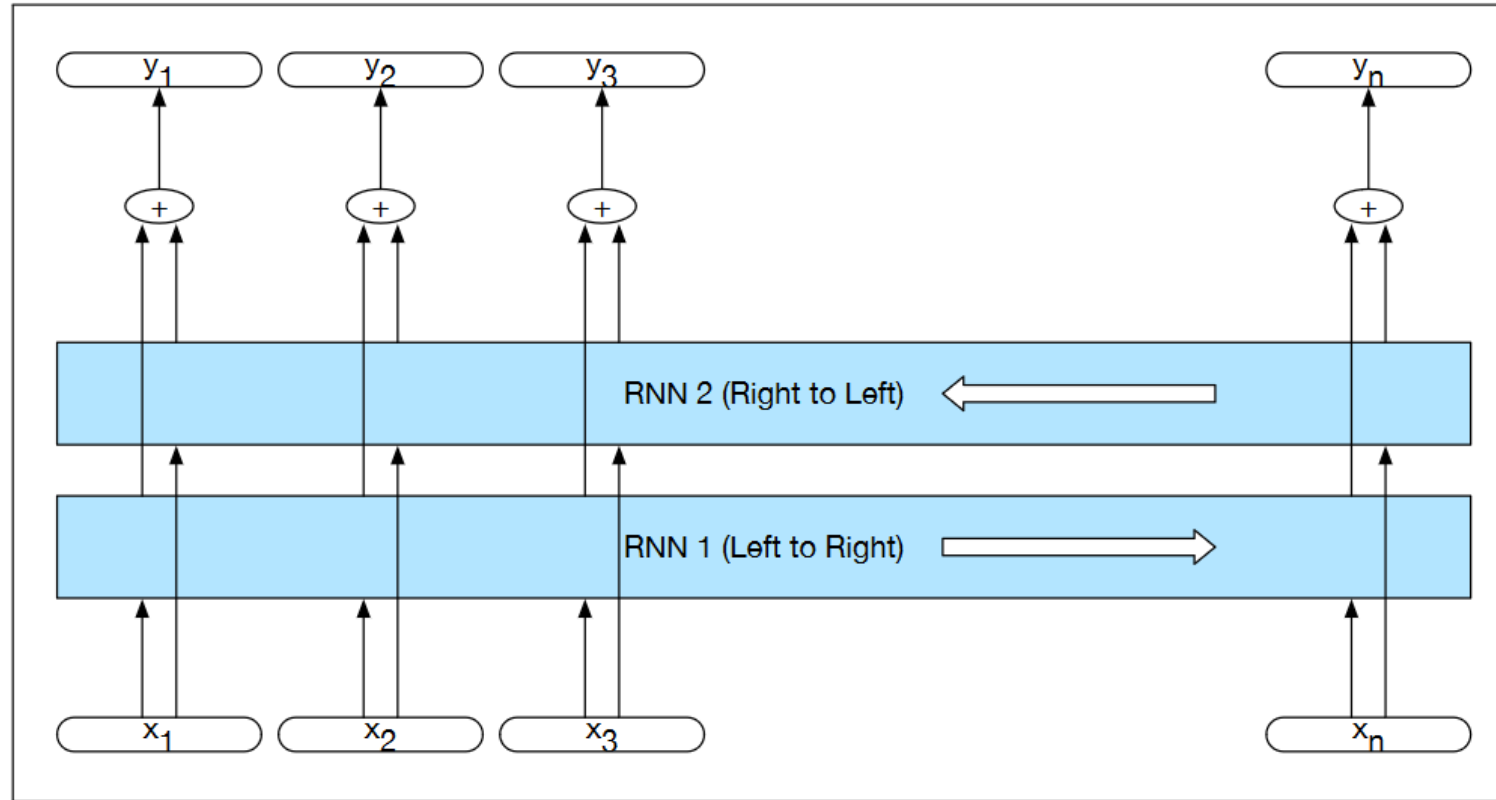 y1 y2 y3 yn
+ + + +
RNN 2 (Right to Left)
RNN 1 (Left to Right)
x1 x2 x3 xn